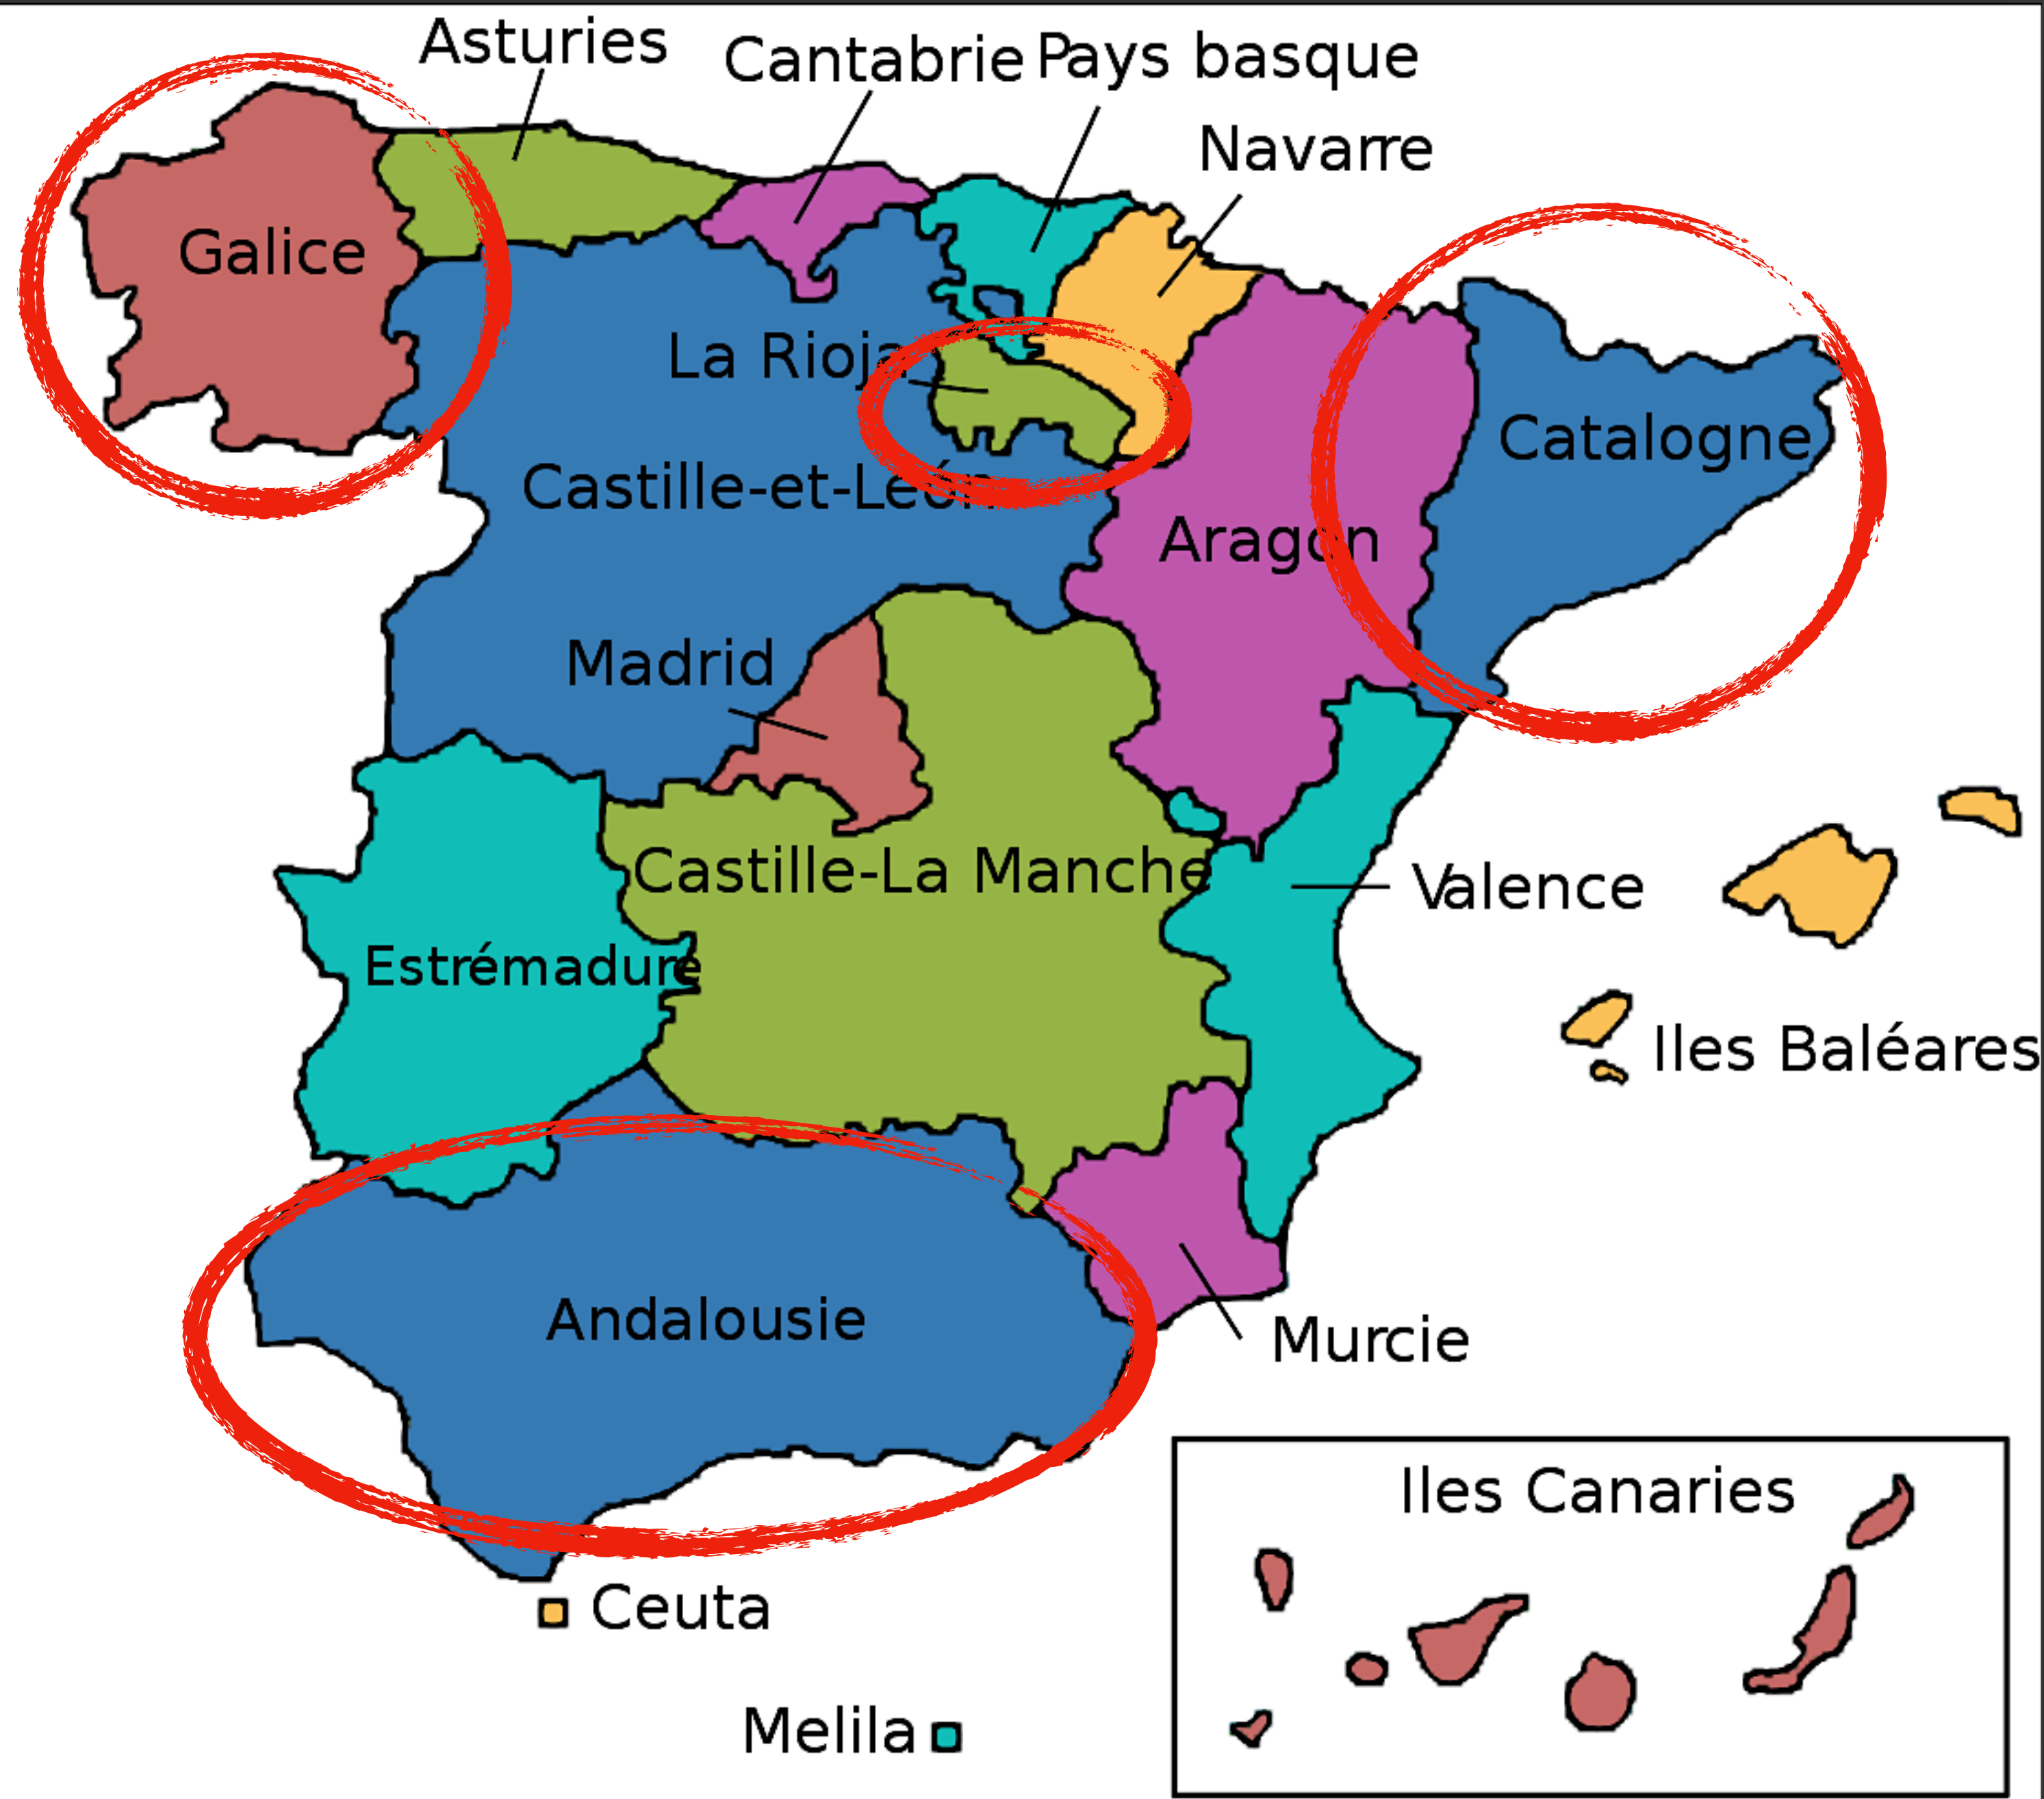 Asturies
Cantabrie
Pays basque
Navarre
Galice
La Rioja
Catalogne
Castille-et-León
Aragon
Madrid
Castille-La Manche
Valence
Estrémadure
Iles Baléares
Andalousie
Murcie
Iles Canaries
Ceuta
Melila